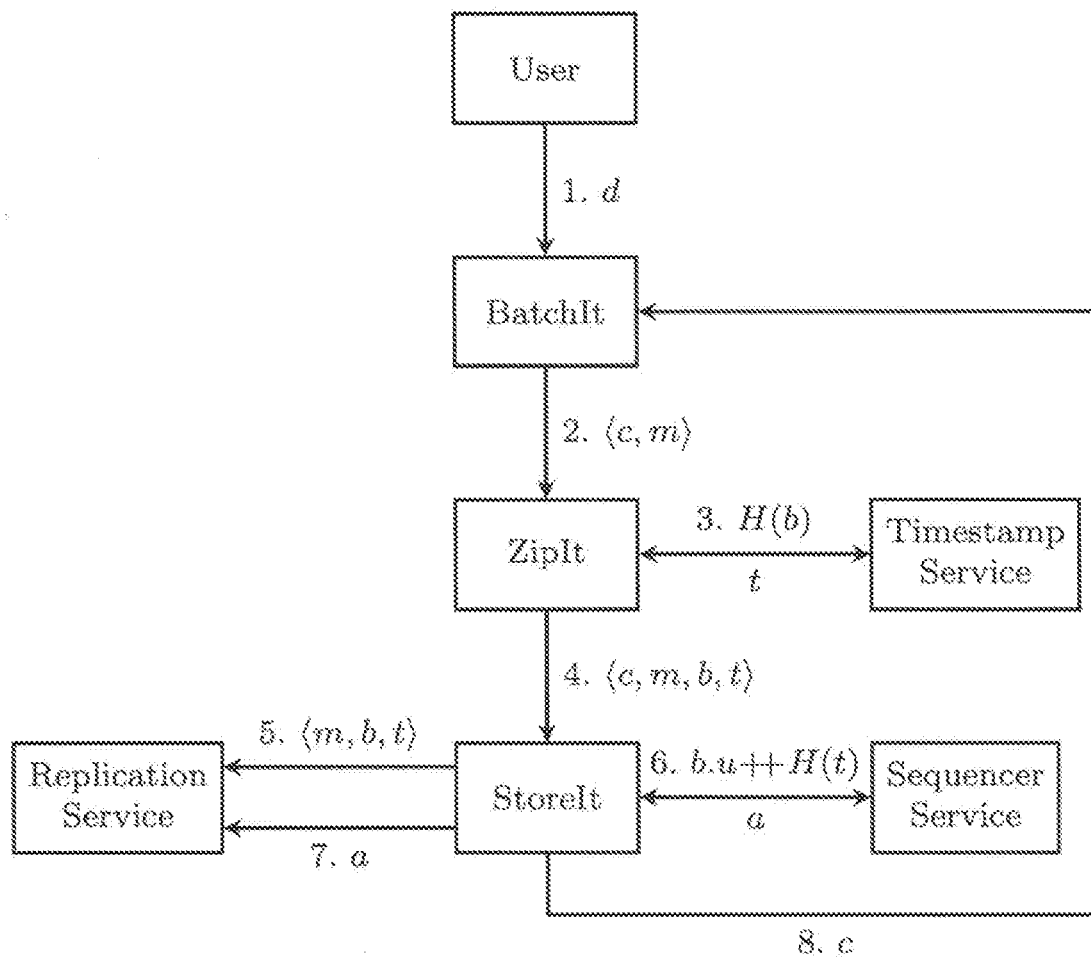 User
1. d
BatchIt
2. ⟨c, m⟩
ZipIt
3. H(b)
t
Timestamp
Service
4. ⟨c, m, b, t⟩
Replication
Service
5. ⟨m, b, t⟩
7. a
StoreIt
6. b.u++H(t)
a
Sequencer
Service
8. c